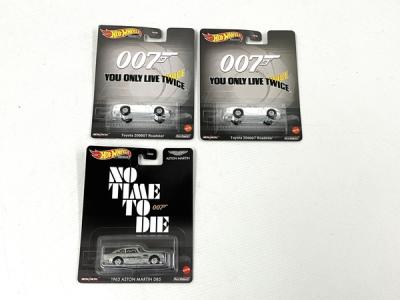 Hot Wheels
007
YOU ONLY LIVE TWICE
Toyota 2000GT Roadster
Hot Wheels
007
YOU ONLY LIVE TWICE
Toyota 2000GT Roadster
Hot Wheels
ASTON MARTIN
NO
TIME
TO
DIE
007
1963 ASTON MARTIN DB5